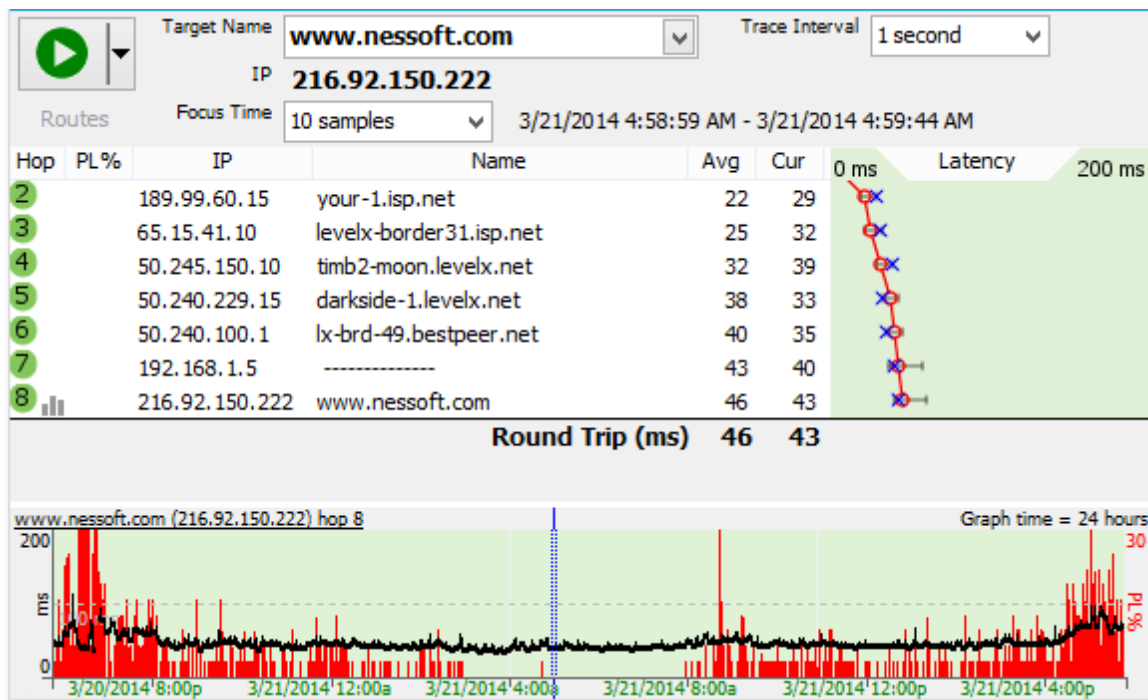 Target Name www.nessoft.com Trace Interval 1 second
IP 216.92.150.222
Routes Focus Time 10 samples 3/21/2014 4:58:59 AM - 3/21/2014 4:59:44 AM
Hop PL% IP Name Avg Cur 0 ms Latency 200 ms
2 189.99.60.15 your-1.isp.net 22 29
3 65.15.41.10 levelx-border31.isp.net 25 32
4 50.245.150.10 timb2-moon.levelx.net 32 39
5 50.240.229.15 darkside-1.levelx.net 38 33
6 50.240.100.1 lx-brd-49.bestpeer.net 40 35
7 192.168.1.5 -------------- 43 40
8 216.92.150.222 www.nessoft.com 46 43
Round Trip (ms) 46 43
www.nessoft.com (216.92.150.222) hop 8 Graph time = 24 hours
200 30
ms PL%
0
3/20/2014 8:00p 3/21/2014 12:00a 3/21/2014 4:00a 3/21/2014 8:00a 3/21/2014 12:00p 3/21/2014 4:00p